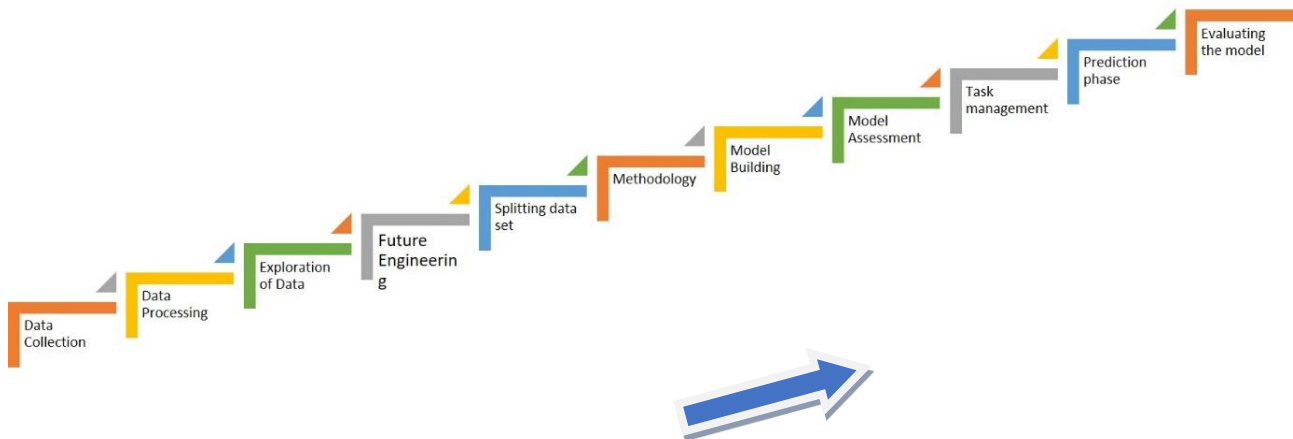 Data
Collection
Data
Processing
Exploration
of Data
Future
Engineerin
g
Splitting data
set
Methodology
Model
Building
Model
Assessment
Task
management
Prediction
phase
Evaluating
the model